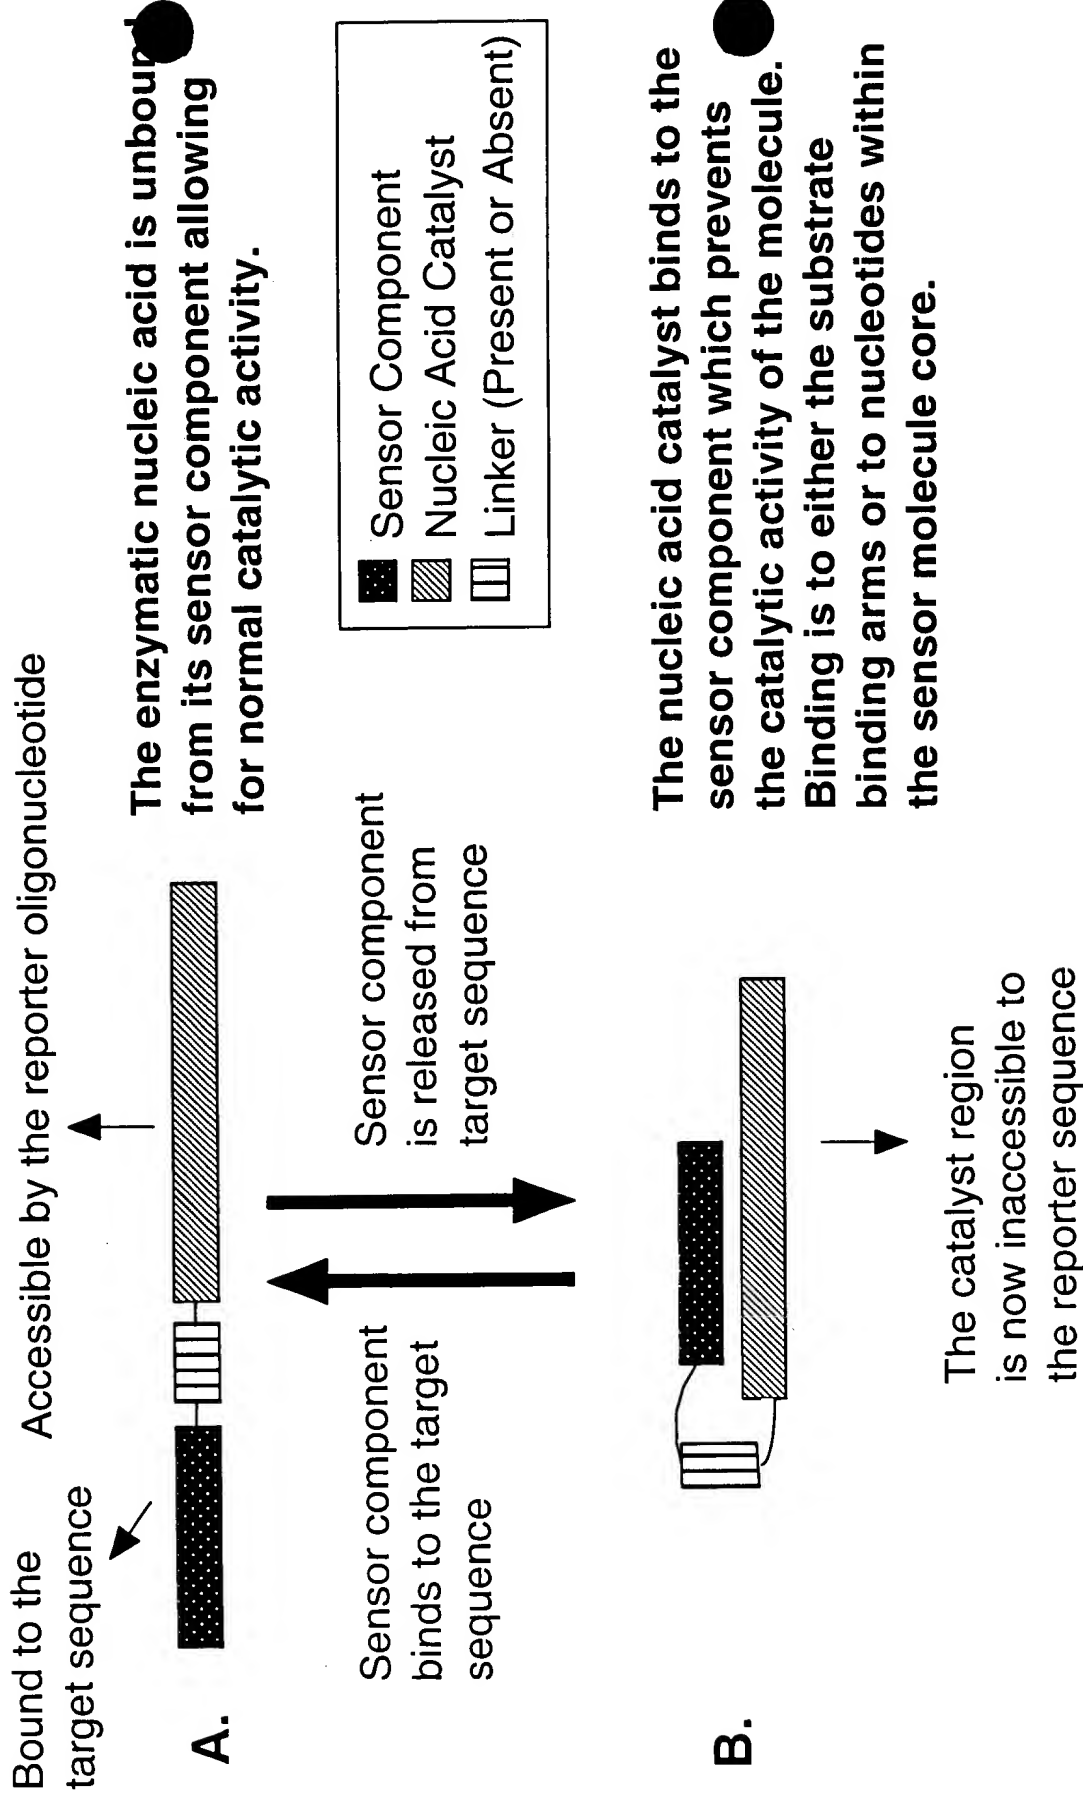 Bound to the
target sequence
Accessible by the reporter oligonucleotide
A.
The enzymatic nucleic acid is unbound
from its sensor component allowing
for normal catalytic activity.
Sensor component
binds to the target
sequence
Sensor component
is released from
target sequence
Sensor Component
Nucleic Acid Catalyst
Linker (Present or Absent)
B.
The nucleic acid catalyst binds to the
sensor component which prevents
the catalytic activity of the molecule.
Binding is to either the substrate
binding arms or to nucleotides within
the sensor molecule core.
The catalyst region
is now inaccessible to
the reporter sequence